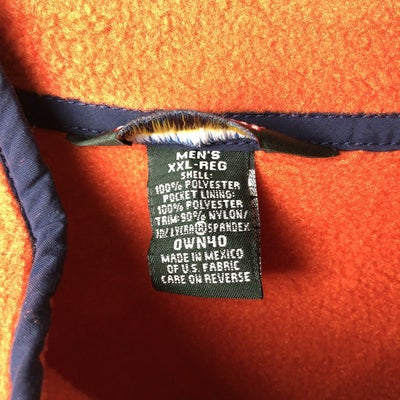 MEN'S
XXL-REG
SHELL:
100% POLYESTER
POCKET LINING:
100% POLYESTER
TRIM: 90% NYLON/
10% LYCRA® SPANDEX
0WN40
MADE IN MEXICO
OF U.S. FABRIC
CARE ON REVERSE